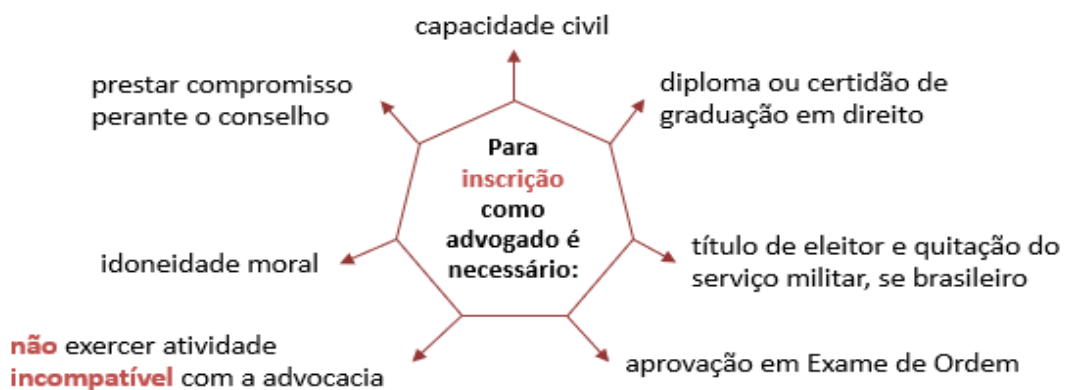 capacidade civil
diploma ou certidão de
graduação em direito
título de eleitor e quitação do
serviço militar, se brasileiro
aprovação em Exame de Ordem
não exercer atividade
incompatível com a advocacia
idoneidade moral
prestar compromisso
perante o conselho
Para
inscrição
como
advogado é
necessário: